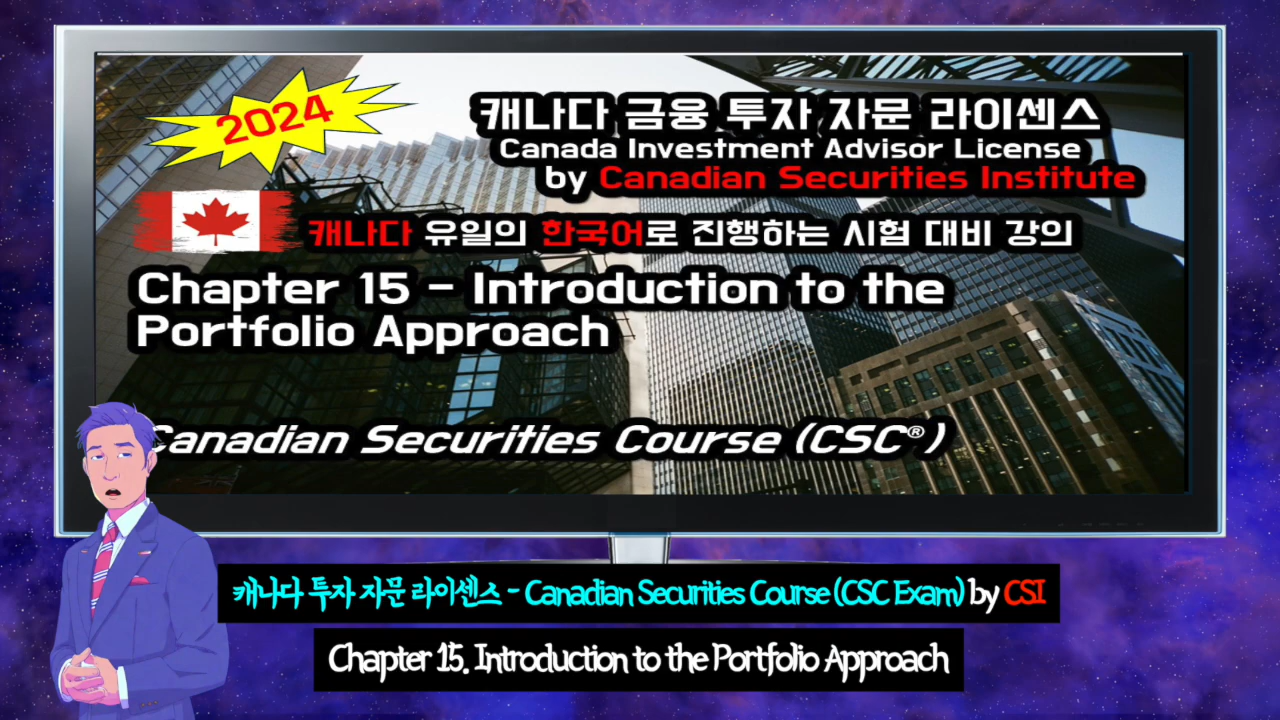 2024
캐나다 금융 투자 자문 라이센스
Canada Investment Advisor License
by Canadian Securities Institute
캐나다 유일의 한국어로 진행하는 시험 대비 강의
Chapter 15 - Introduction to the
Portfolio Approach
Canadian Securities Course (CSC®)
캐나다 투자 자문 라이센스 - Canadian Securities Course (CSC Exam) by CSI
Chapter 15. Introduction to the Portfolio Approach